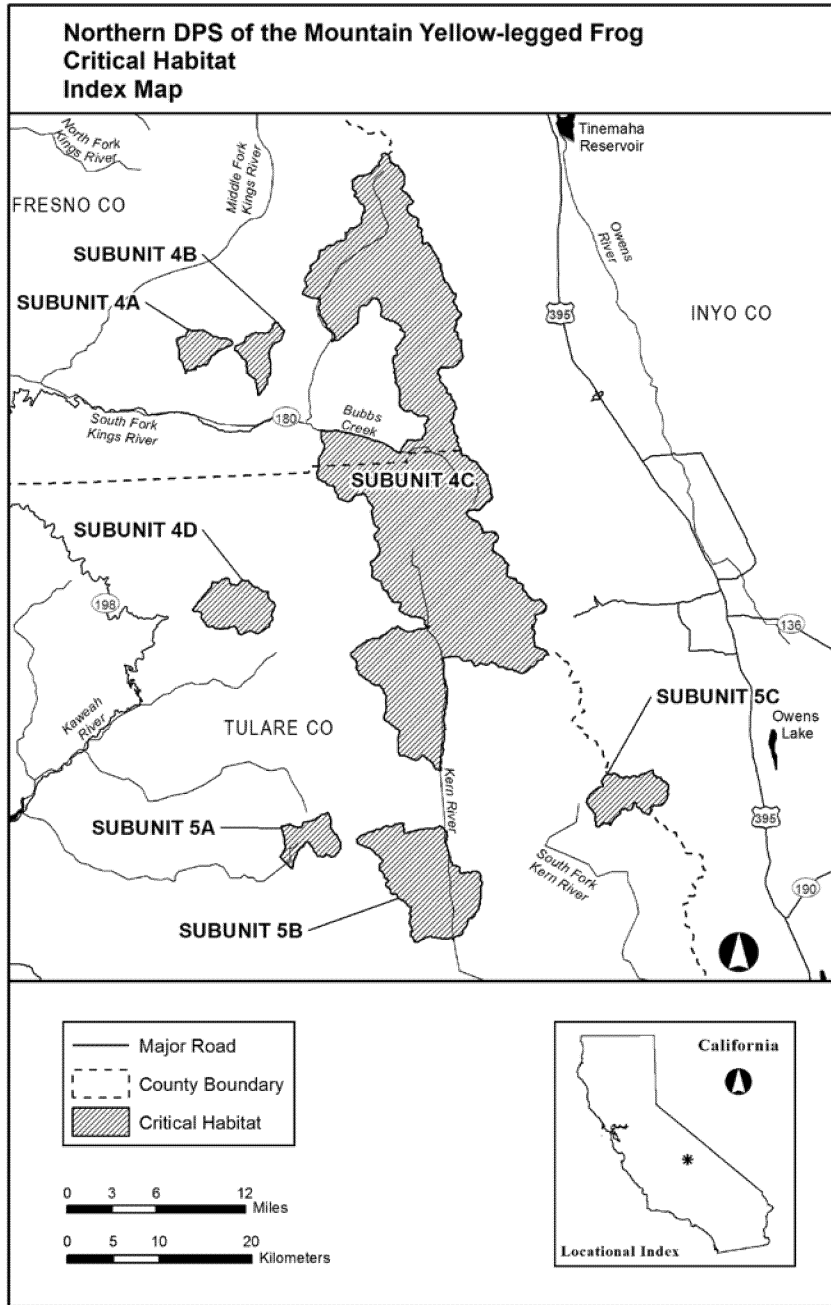 Northern DPS of the Mountain Yellow-legged Frog
Critical Habitat
Index Map
Tinemaha
Reservoir
North Fork
Kings River
Middle Fork
Kings River
FRESNO CO
Owens
River
SUBUNIT 4B
SUBUNIT 4A
395
INYO CO
South Fork
Kings River
180
Bubbs
Creek
SUBUNIT 4C
SUBUNIT 4D
198
136
Kaweah
River
TULARE CO
SUBUNIT 5C
Owens
Lake
Kern River
395
SUBUNIT 5A
South Fork
Kern River
190
SUBUNIT 5B
Major Road
County Boundary
Critical Habitat
0 3 6 12
Miles
0 5 10 20
Kilometers
California
Locational Index